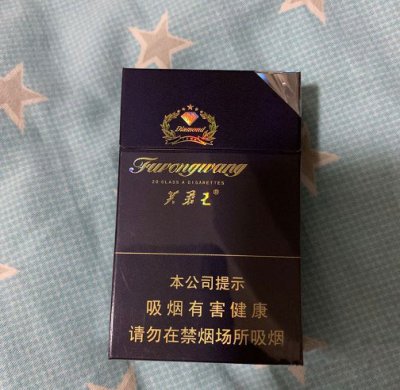 Diamond
Furongwang
20 CLASS A CIGARETTES
芙蓉王®
本公司提示
吸烟有害健康
请勿在禁烟场所吸烟